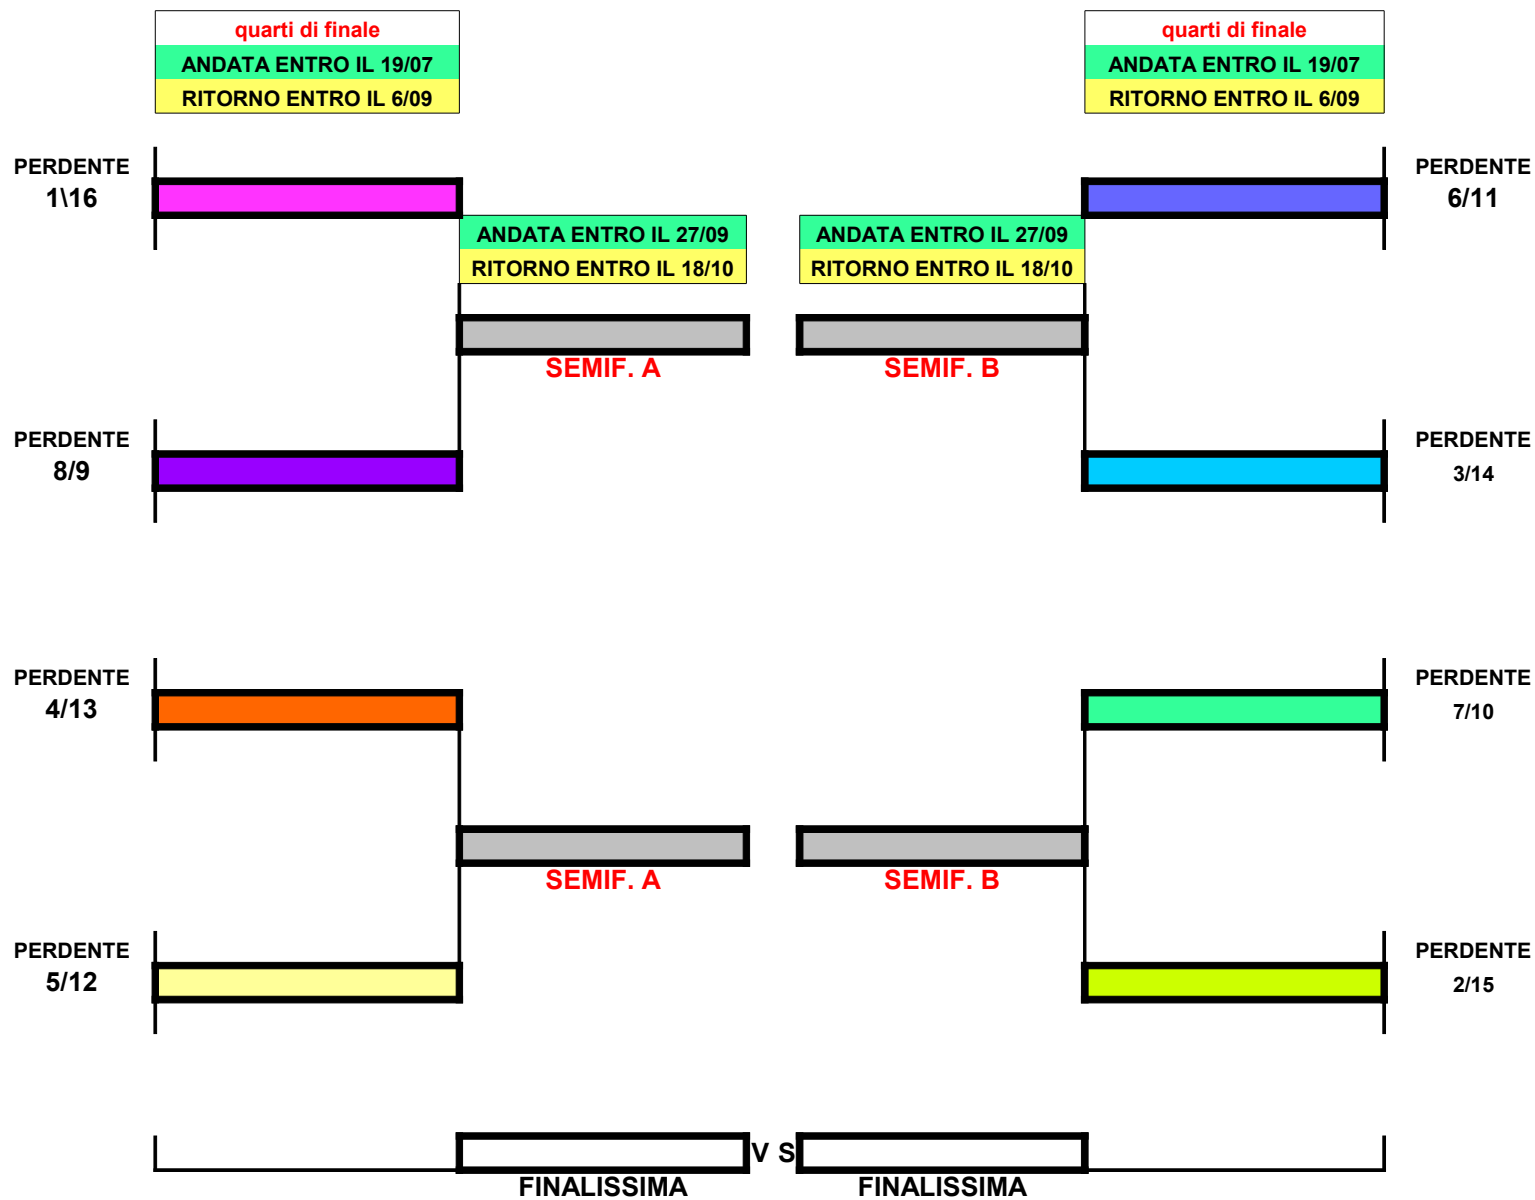 quarti di finale
ANDATA ENTRO IL 19/07
RITORNO ENTRO IL 6/09
quarti di finale
ANDATA ENTRO IL 19/07
RITORNO ENTRO IL 6/09
PERDENTE
1\16
PERDENTE
6/11
ANDATA ENTRO IL 27/09
RITORNO ENTRO IL 18/10
ANDATA ENTRO IL 27/09
RITORNO ENTRO IL 18/10
SEMIF. A
SEMIF. B
PERDENTE
8/9
PERDENTE
3/14
PERDENTE
4/13
PERDENTE
7/10
SEMIF. A
SEMIF. B
PERDENTE
5/12
PERDENTE
2/15
V S
FINALISSIMA
FINALISSIMA